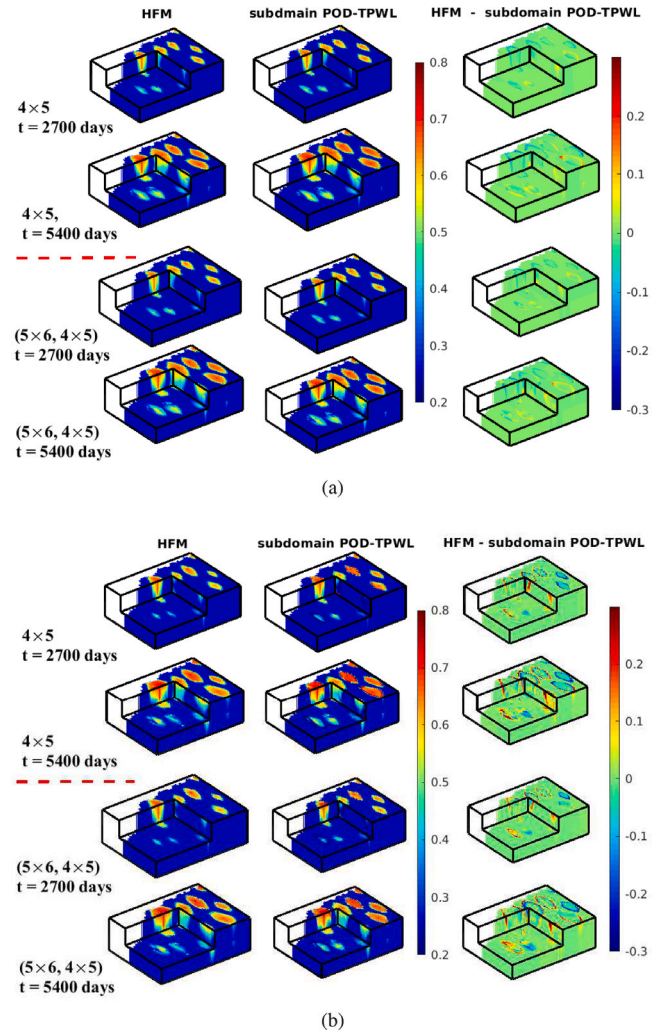 HFM subdmain POD-TPWL HFM - subdomain POD-TPWL
4×5
t = 2700 days
4×5,
t = 5400 days
(5×6, 4×5)
t = 2700 days
(5×6, 4×5)
t = 5400 days
0.8
0.7
0.6
0.5
0.4
0.3
0.2
0.2
0.1
0
-0.1
-0.2
-0.3
(a)
HFM subdomain POD-TPWL HFM - subdomain POD-TPWL
4×5
t = 2700 days
4×5
t = 5400 days
(5×6, 4×5)
t = 2700 days
(5×6, 4×5)
t = 5400 days
0.8
0.7
0.6
0.5
0.4
0.3
0.2
0.2
0.1
0
-0.1
-0.2
-0.3
(b)